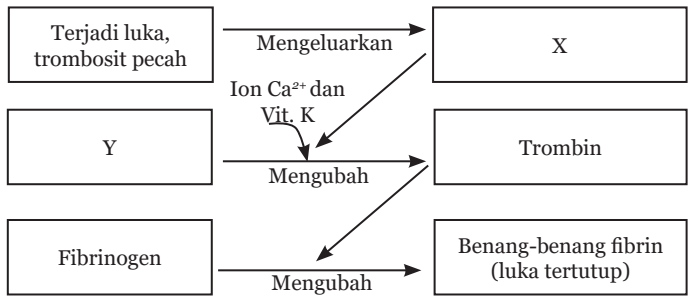 Terjadi luka,
trombosit pecah
Mengeluarkan
X
Ion Ca²⁺ dan
Vit. K
Y
Mengubah
Trombin
Fibrinogen
Mengubah
Benang-benang fibrin
(luka tertutup)